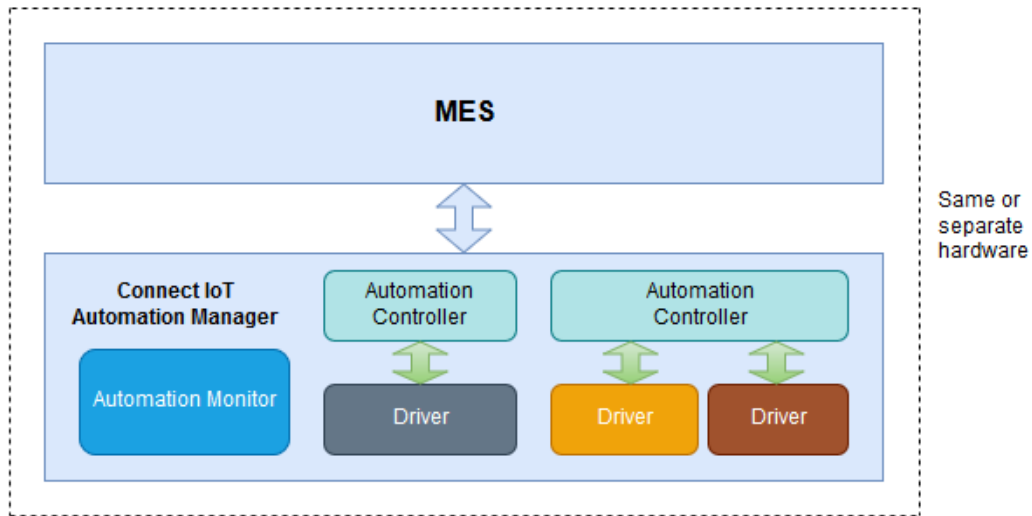 MES
Same or
separate
hardware
Connect IoT
Automation Manager
Automation
Controller
Automation
Controller
Automation Monitor
Driver
Driver
Driver